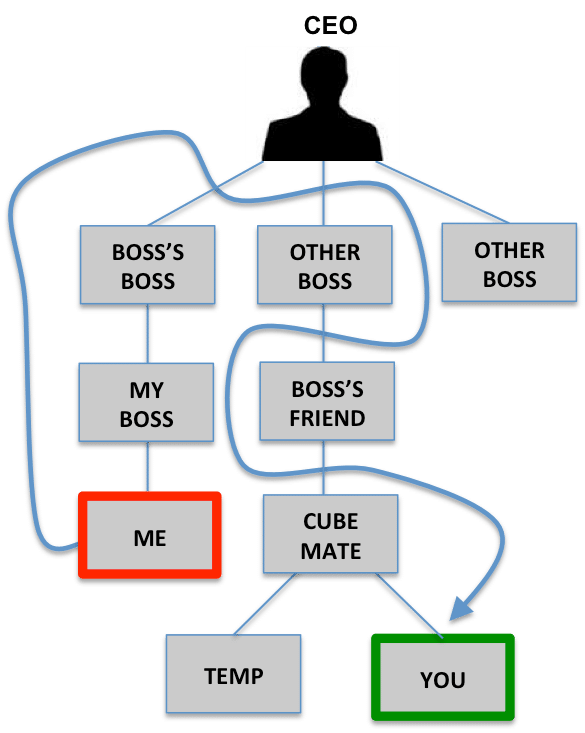 CEO
BOSS'S
BOSS
OTHER
BOSS
OTHER
BOSS
MY
BOSS
BOSS'S
FRIEND
ME
CUBE
MATE
TEMP
YOU